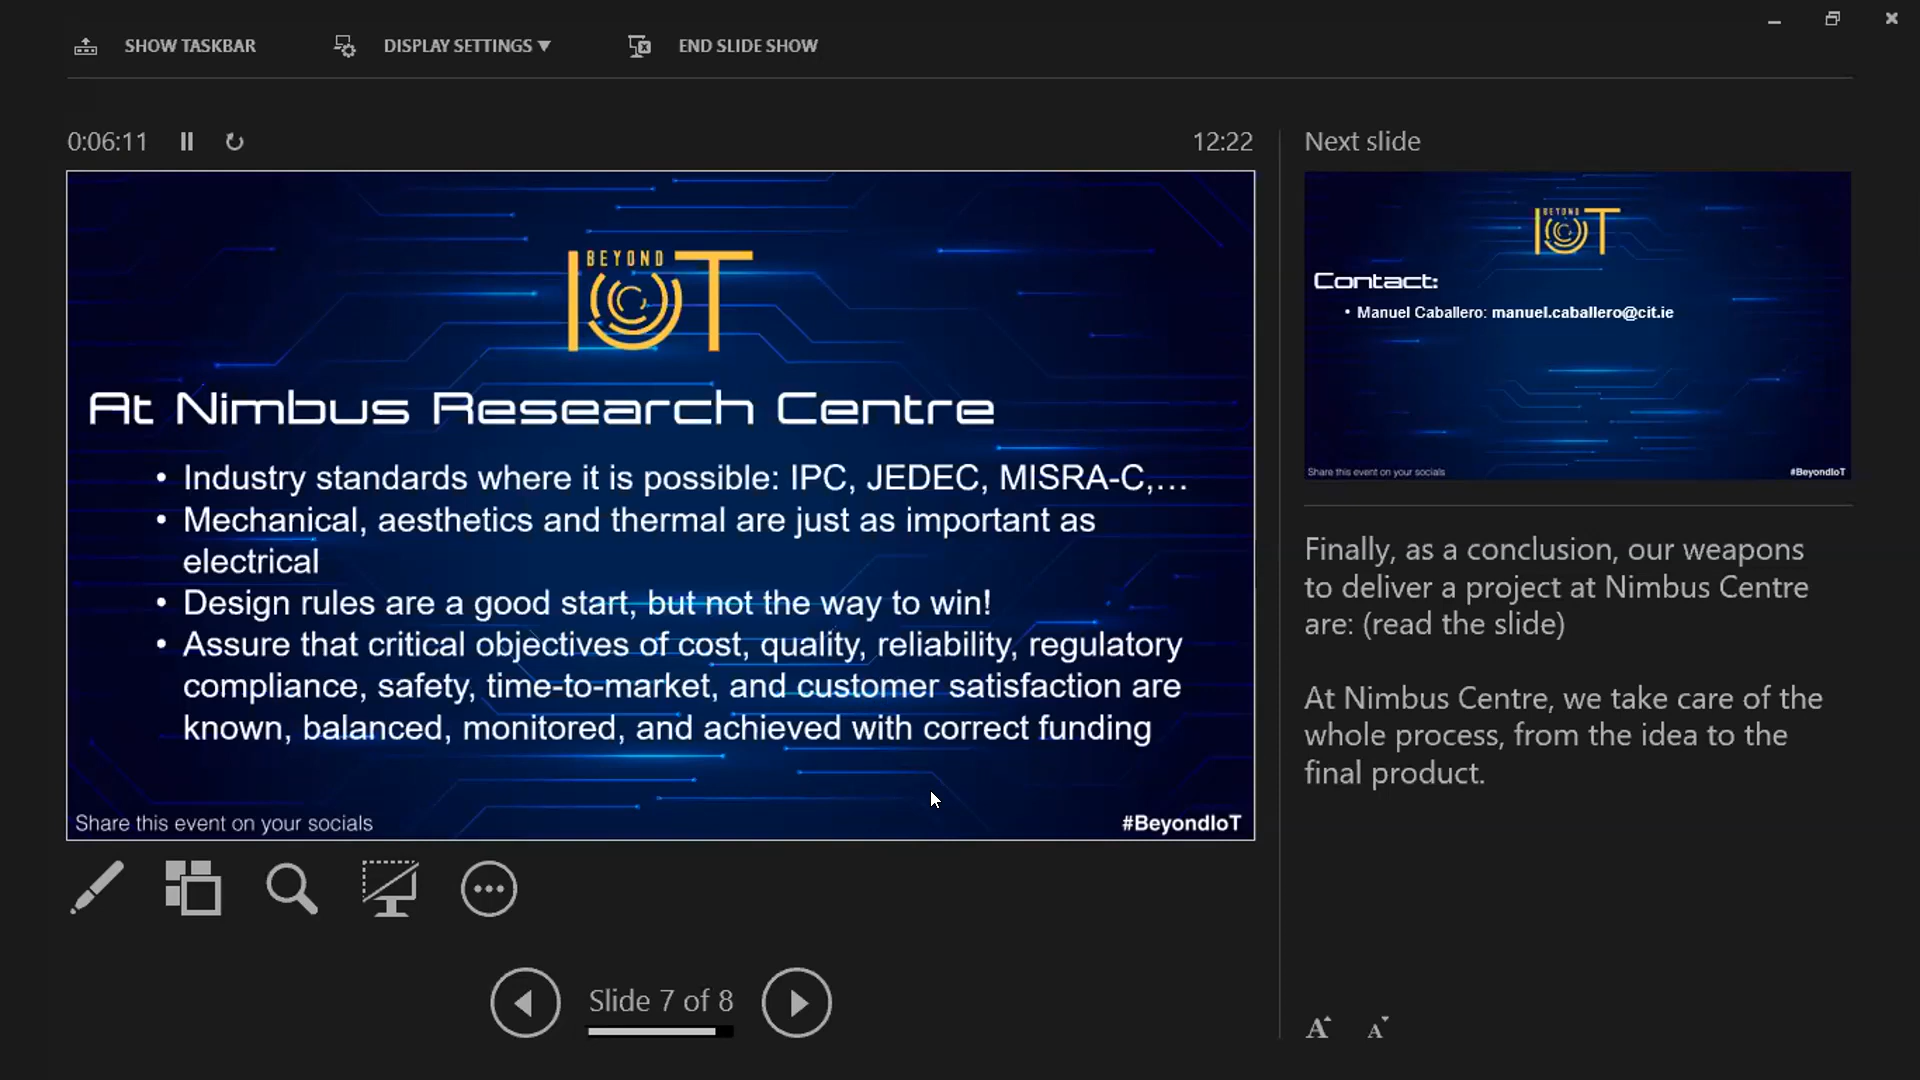 SHOW TASKBAR
DISPLAY SETTINGS ▼
END SLIDE SHOW
0:06:11
12:22
BEYOND
IOT
At Nimbus Research Centre
• Industry standards where it is possible: IPC, JEDEC, MISRA-C,…
• Mechanical, aesthetics and thermal are just as important as
electrical
• Design rules are a good start, but not the way to win!
• Assure that critical objectives of cost, quality, reliability, regulatory
compliance, safety, time-to-market, and customer satisfaction are
known, balanced, monitored, and achieved with correct funding
Share this event on your socials
#BeyondIoT
Slide 7 of 8
Next slide
BEYOND
IOT
Contact:
• Manuel Caballero: manuel.caballero@cit.ie
Share this event on your socials
#BeyondIoT
Finally, as a conclusion, our weapons
to deliver a project at Nimbus Centre
are: (read the slide)
At Nimbus Centre, we take care of the
whole process, from the idea to the
final product.
A A